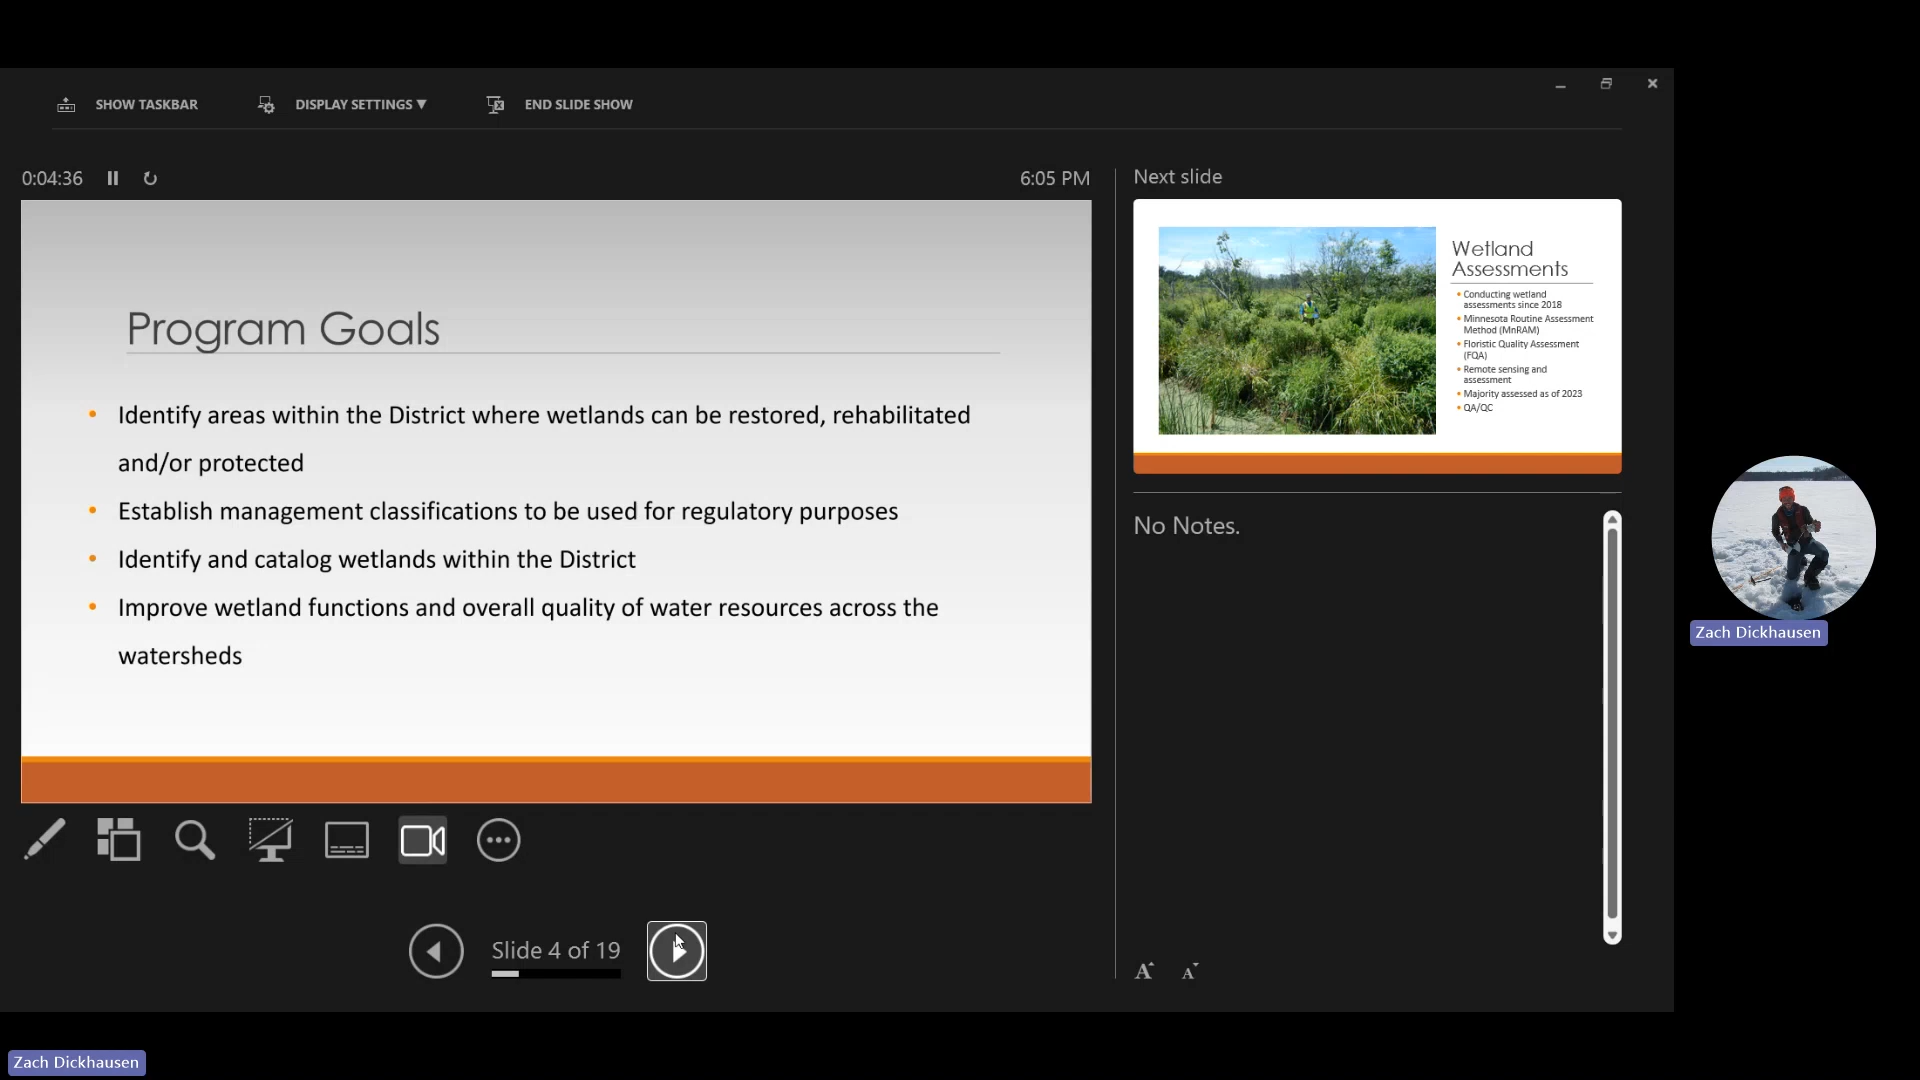 SHOW TASKBAR
DISPLAY SETTINGS ▼
END SLIDE SHOW
0:04:36
6:05 PM
Program Goals
• Identify areas within the District where wetlands can be restored, rehabilitated
and/or protected
• Establish management classifications to be used for regulatory purposes
• Identify and catalog wetlands within the District
• Improve wetland functions and overall quality of water resources across the
watersheds
Slide 4 of 19
Next slide
Wetland
Assessments
• Conducting wetland
assessments since 2018
• Minnesota Routine Assessment
Method (MnRAM)
• Floristic Quality Assessment
(FQA)
• Remote sensing and
assessment
• Majority assessed as of 2023
• QA/QC
No Notes.
A A
Zach Dickhausen
Zach Dickhausen